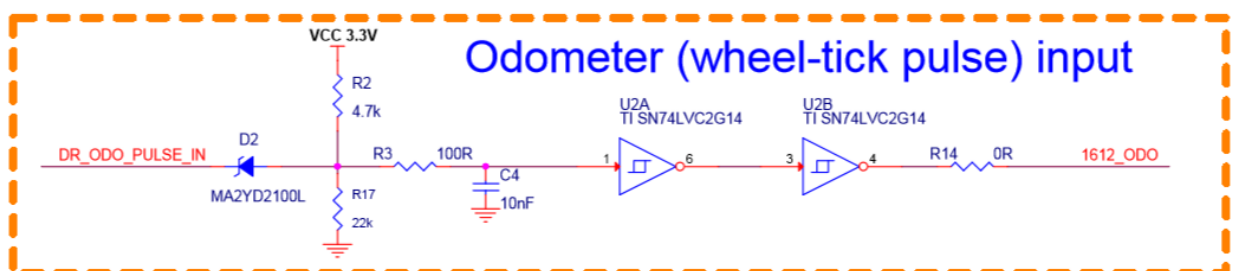 VCC 3.3V
Odometer (wheel-tick pulse) input
R2
4.7k
U2A
TI SN74LVC2G14
U2B
TI SN74LVC2G14
DR_ODO_PULSE_IN
D2
MA2YD2100L
R3
100R
1
6
3
4
R14
0R
1612_ODO
C4
10nF
R17
22k